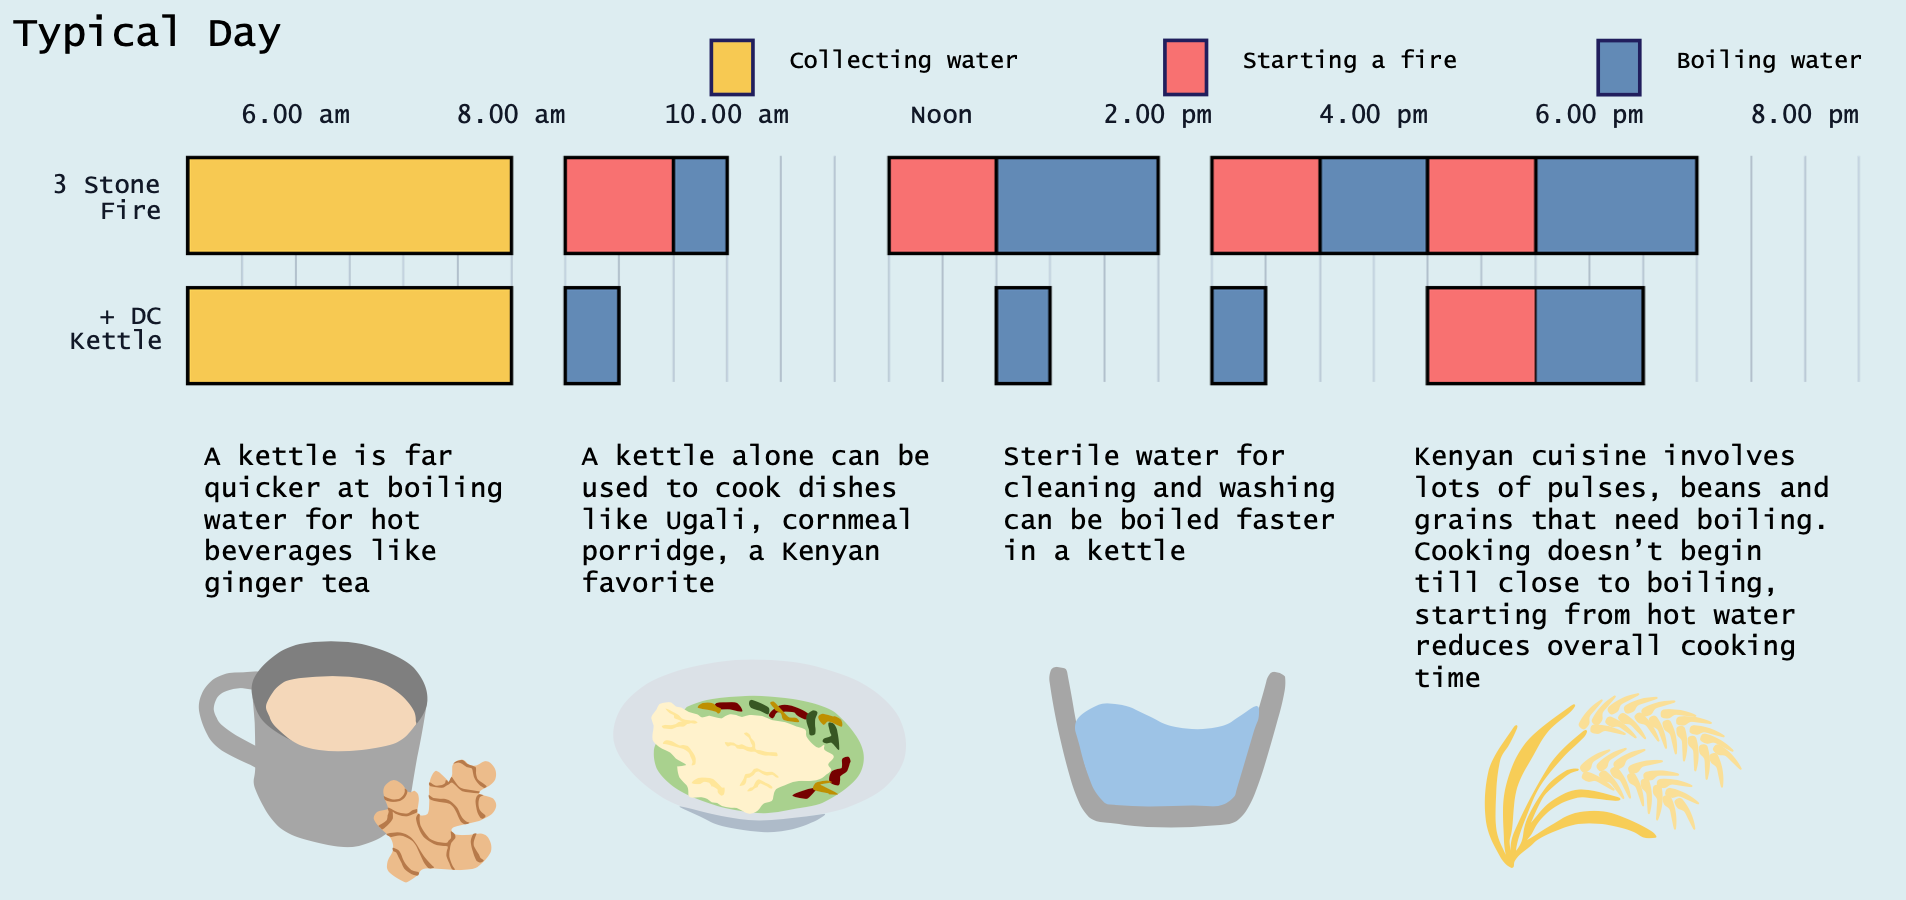 Typical Day
Collecting water
Starting a fire
Boiling water
6.00 am
8.00 am
10.00 am
Noon
2.00 pm
4.00 pm
6.00 pm
8.00 pm
3 Stone
Fire
+ DC
Kettle
A kettle is far
quicker at boiling
water for hot
beverages like
ginger tea
A kettle alone can be
used to cook dishes
like Ugali, cornmeal
porridge, a Kenyan
favorite
Sterile water for
cleaning and washing
can be boiled faster
in a kettle
Kenyan cuisine involves
lots of pulses, beans and
grains that need boiling.
Cooking doesn’t begin
till close to boiling,
starting from hot water
reduces overall cooking
time